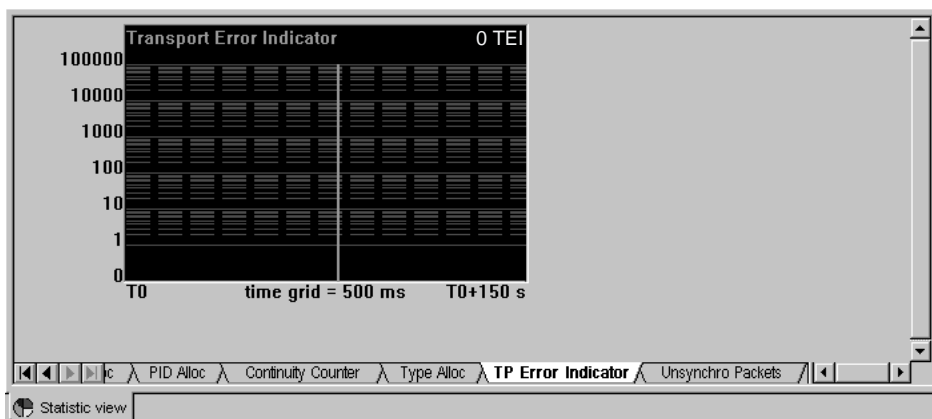 Transport Error Indicator 0 TEI
100000
10000
1000
100
10
1
0
T0 time grid = 500 ms T0+150 s
PID Alloc Continuity Counter Type Alloc TP Error Indicator Unsynchro Packets
Statistic view